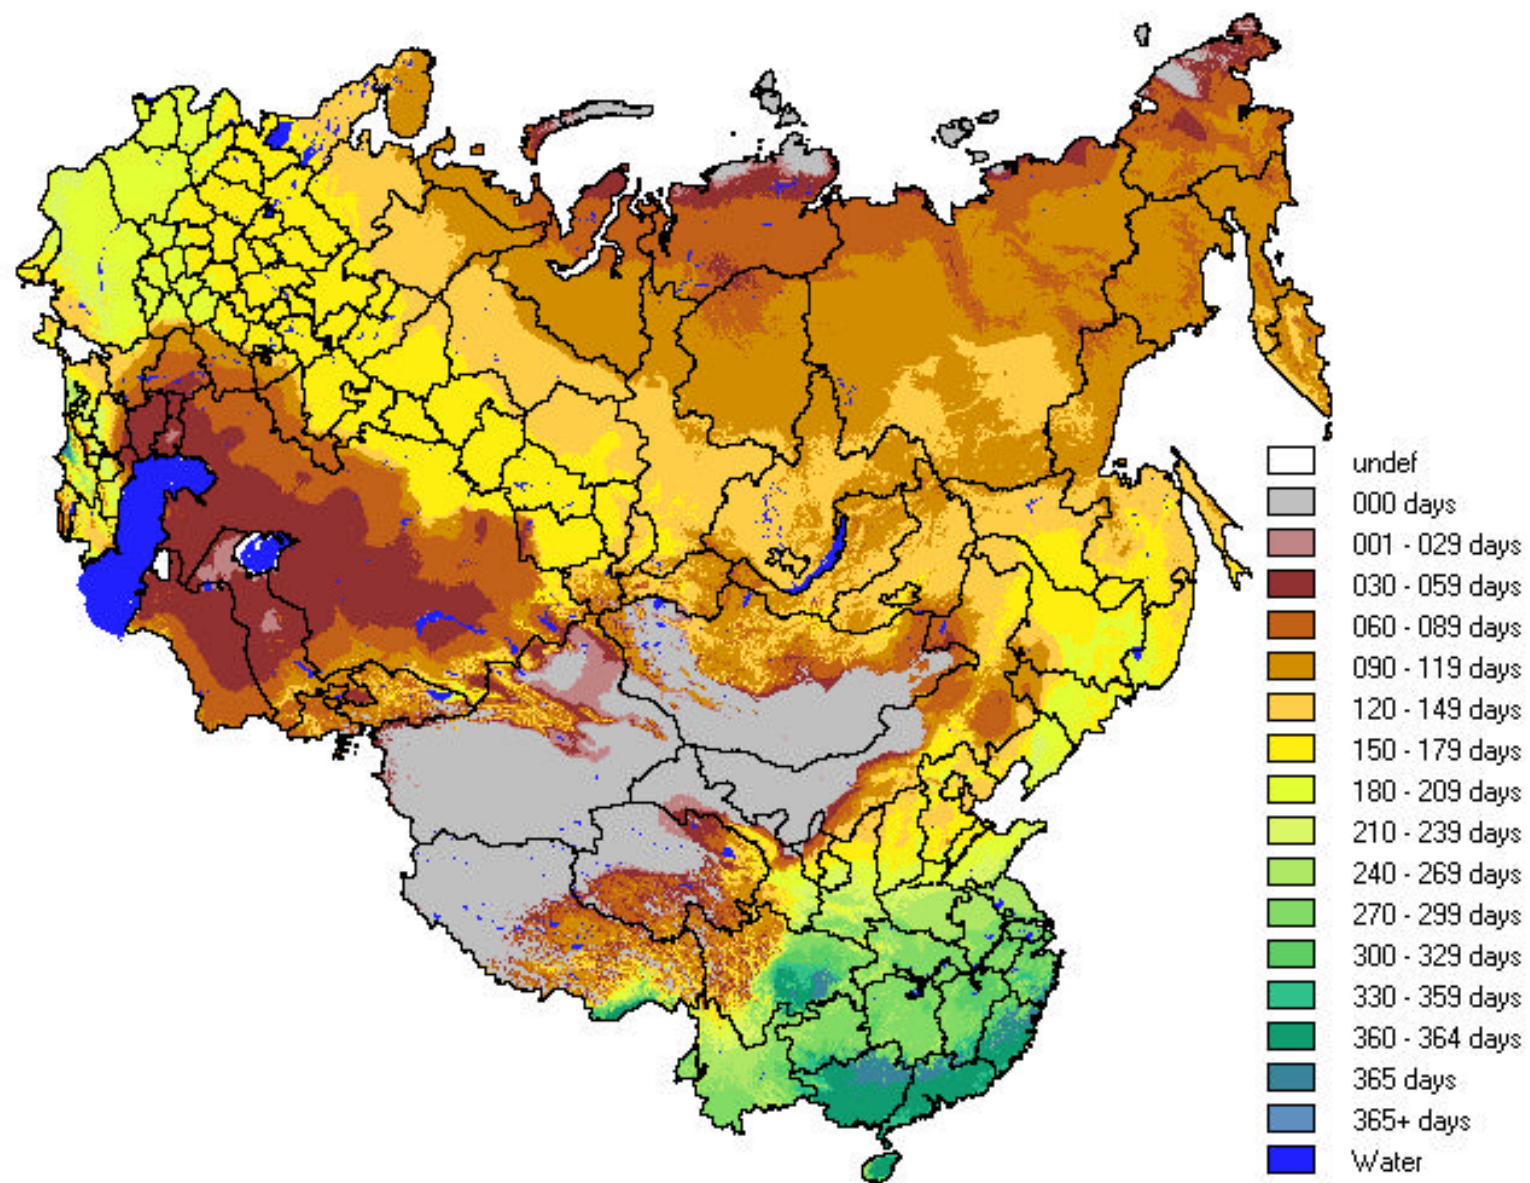 undef
000 days
001 - 029 days
030 - 059 days
060 - 089 days
090 - 119 days
120 - 149 days
150 - 179 days
180 - 209 days
210 - 239 days
240 - 269 days
270 - 299 days
300 - 329 days
330 - 359 days
360 - 364 days
365 days
365+ days
Water